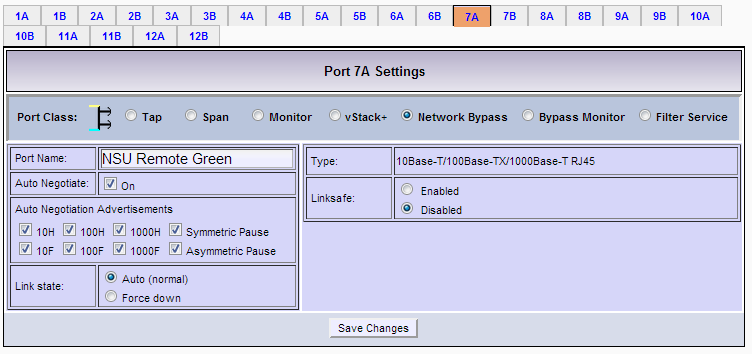 1A 1B 2A 2B 3B 4A 4B 5A 5B 6A 6B 7A 7B 8A 8B 9A 9B 10A
10B 11A 11B 12A 12B
Port 7A Settings
Port Class: Tap Span Monitor vStack+ Network Bypass Bypass Monitor Filter Service
Port Name: NSU Remote Green
Auto Negotiate: On
Auto Negotiation Advertisements
10H 100H 1000H Symmetric Pause
10F 100F 1000F Asymmetric Pause
Link state: Auto (normal)
Force down
Type: 10Base-T/100Base-TX/1000Base-T RJ45
Linksafe: Enabled
Disabled
Save Changes